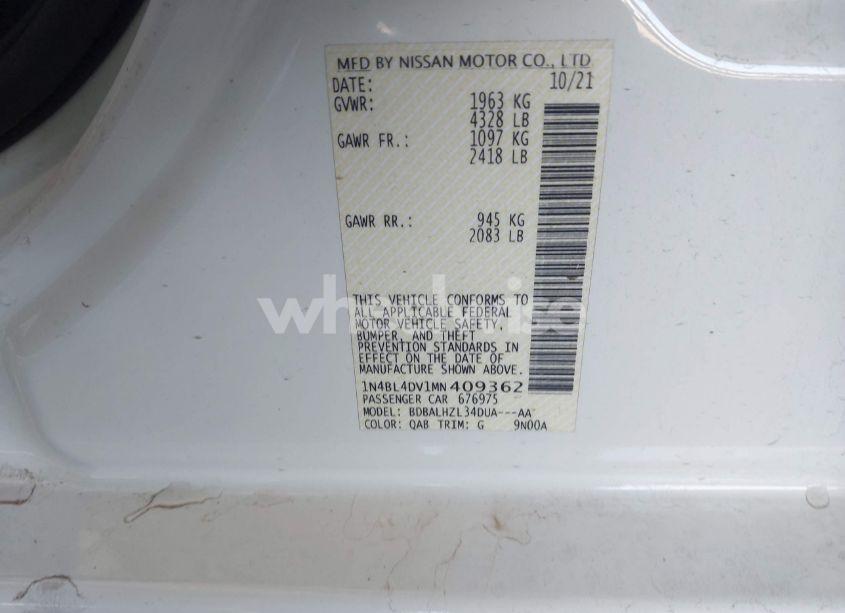 MFD BY NISSAN MOTOR CO., LTD
DATE: 10/21
GVWR: 1963 KG
4328 LB
GAWR FR.: 1097 KG
2418 LB
GAWR RR.: 945 KG
2083 LB
THIS VEHICLE CONFORMS TO
ALL APPLICABLE FEDERAL
MOTOR VEHICLE SAFETY,
BUMPER, AND THEFT
PREVENTION STANDARDS IN
EFFECT ON THE DATE OF
MANUFACTURE SHOWN ABOVE.
1N4BL4DV1MN409362
PASSENGER CAR 676975
MODEL: BDBALHZL34DUA---AA
COLOR: QAB TRIM: G 9N00A